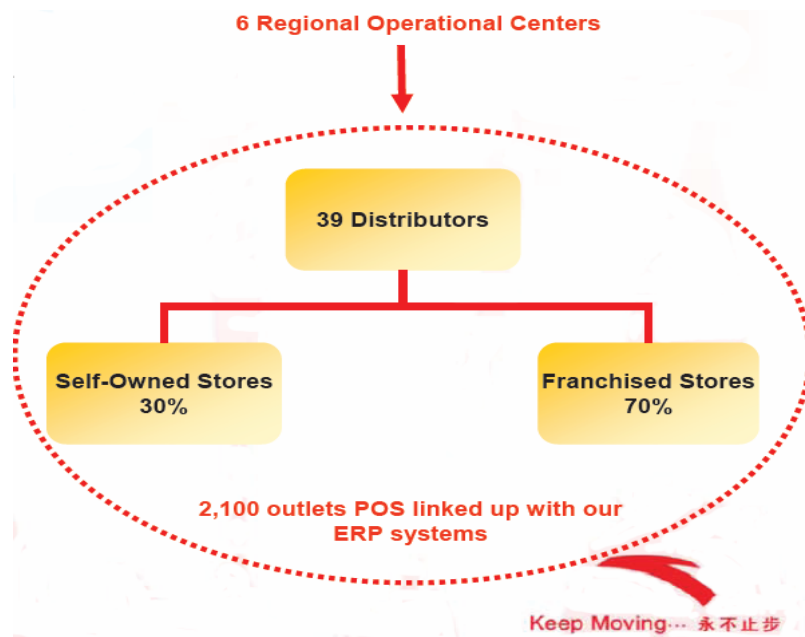 6 Regional Operational Centers
39 Distributors
Self-Owned Stores
30%
Franchised Stores
70%
2,100 outlets POS linked up with our
ERP systems
Keep Moving··· 永不止步